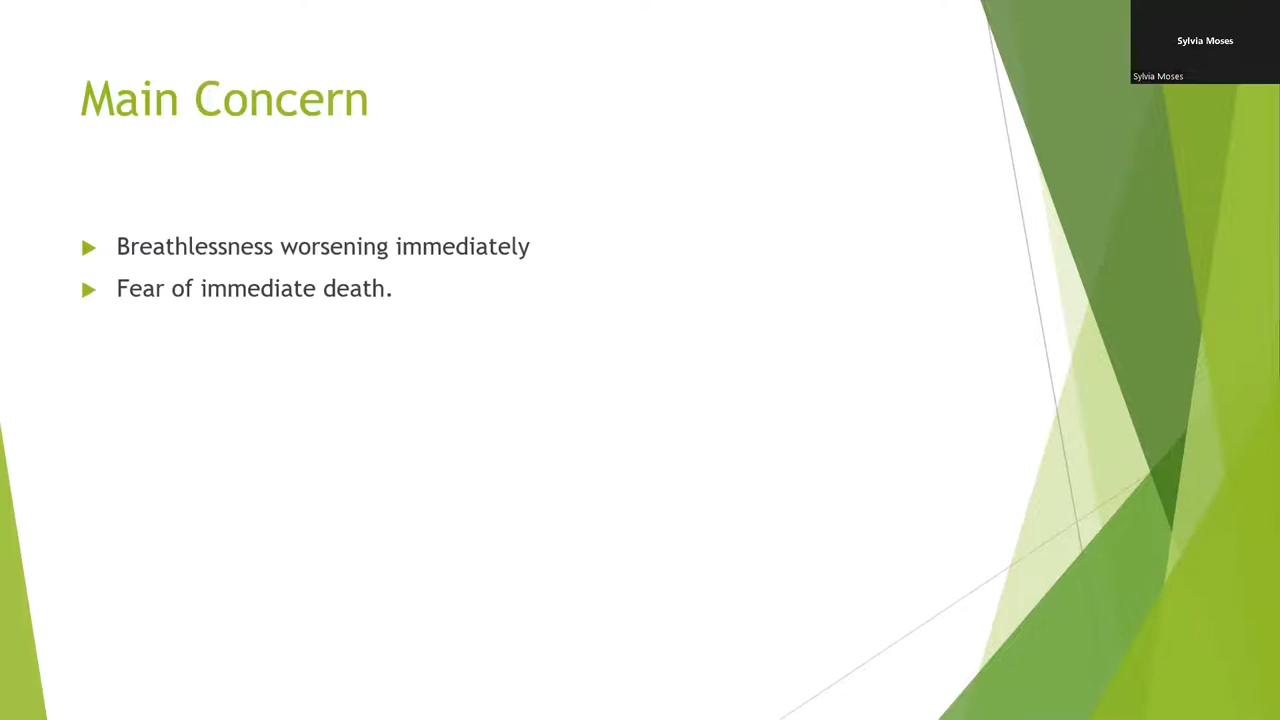 Sylvia Moses
Sylvia Moses
Main Concern
Breathlessness worsening immediately
Fear of immediate death.